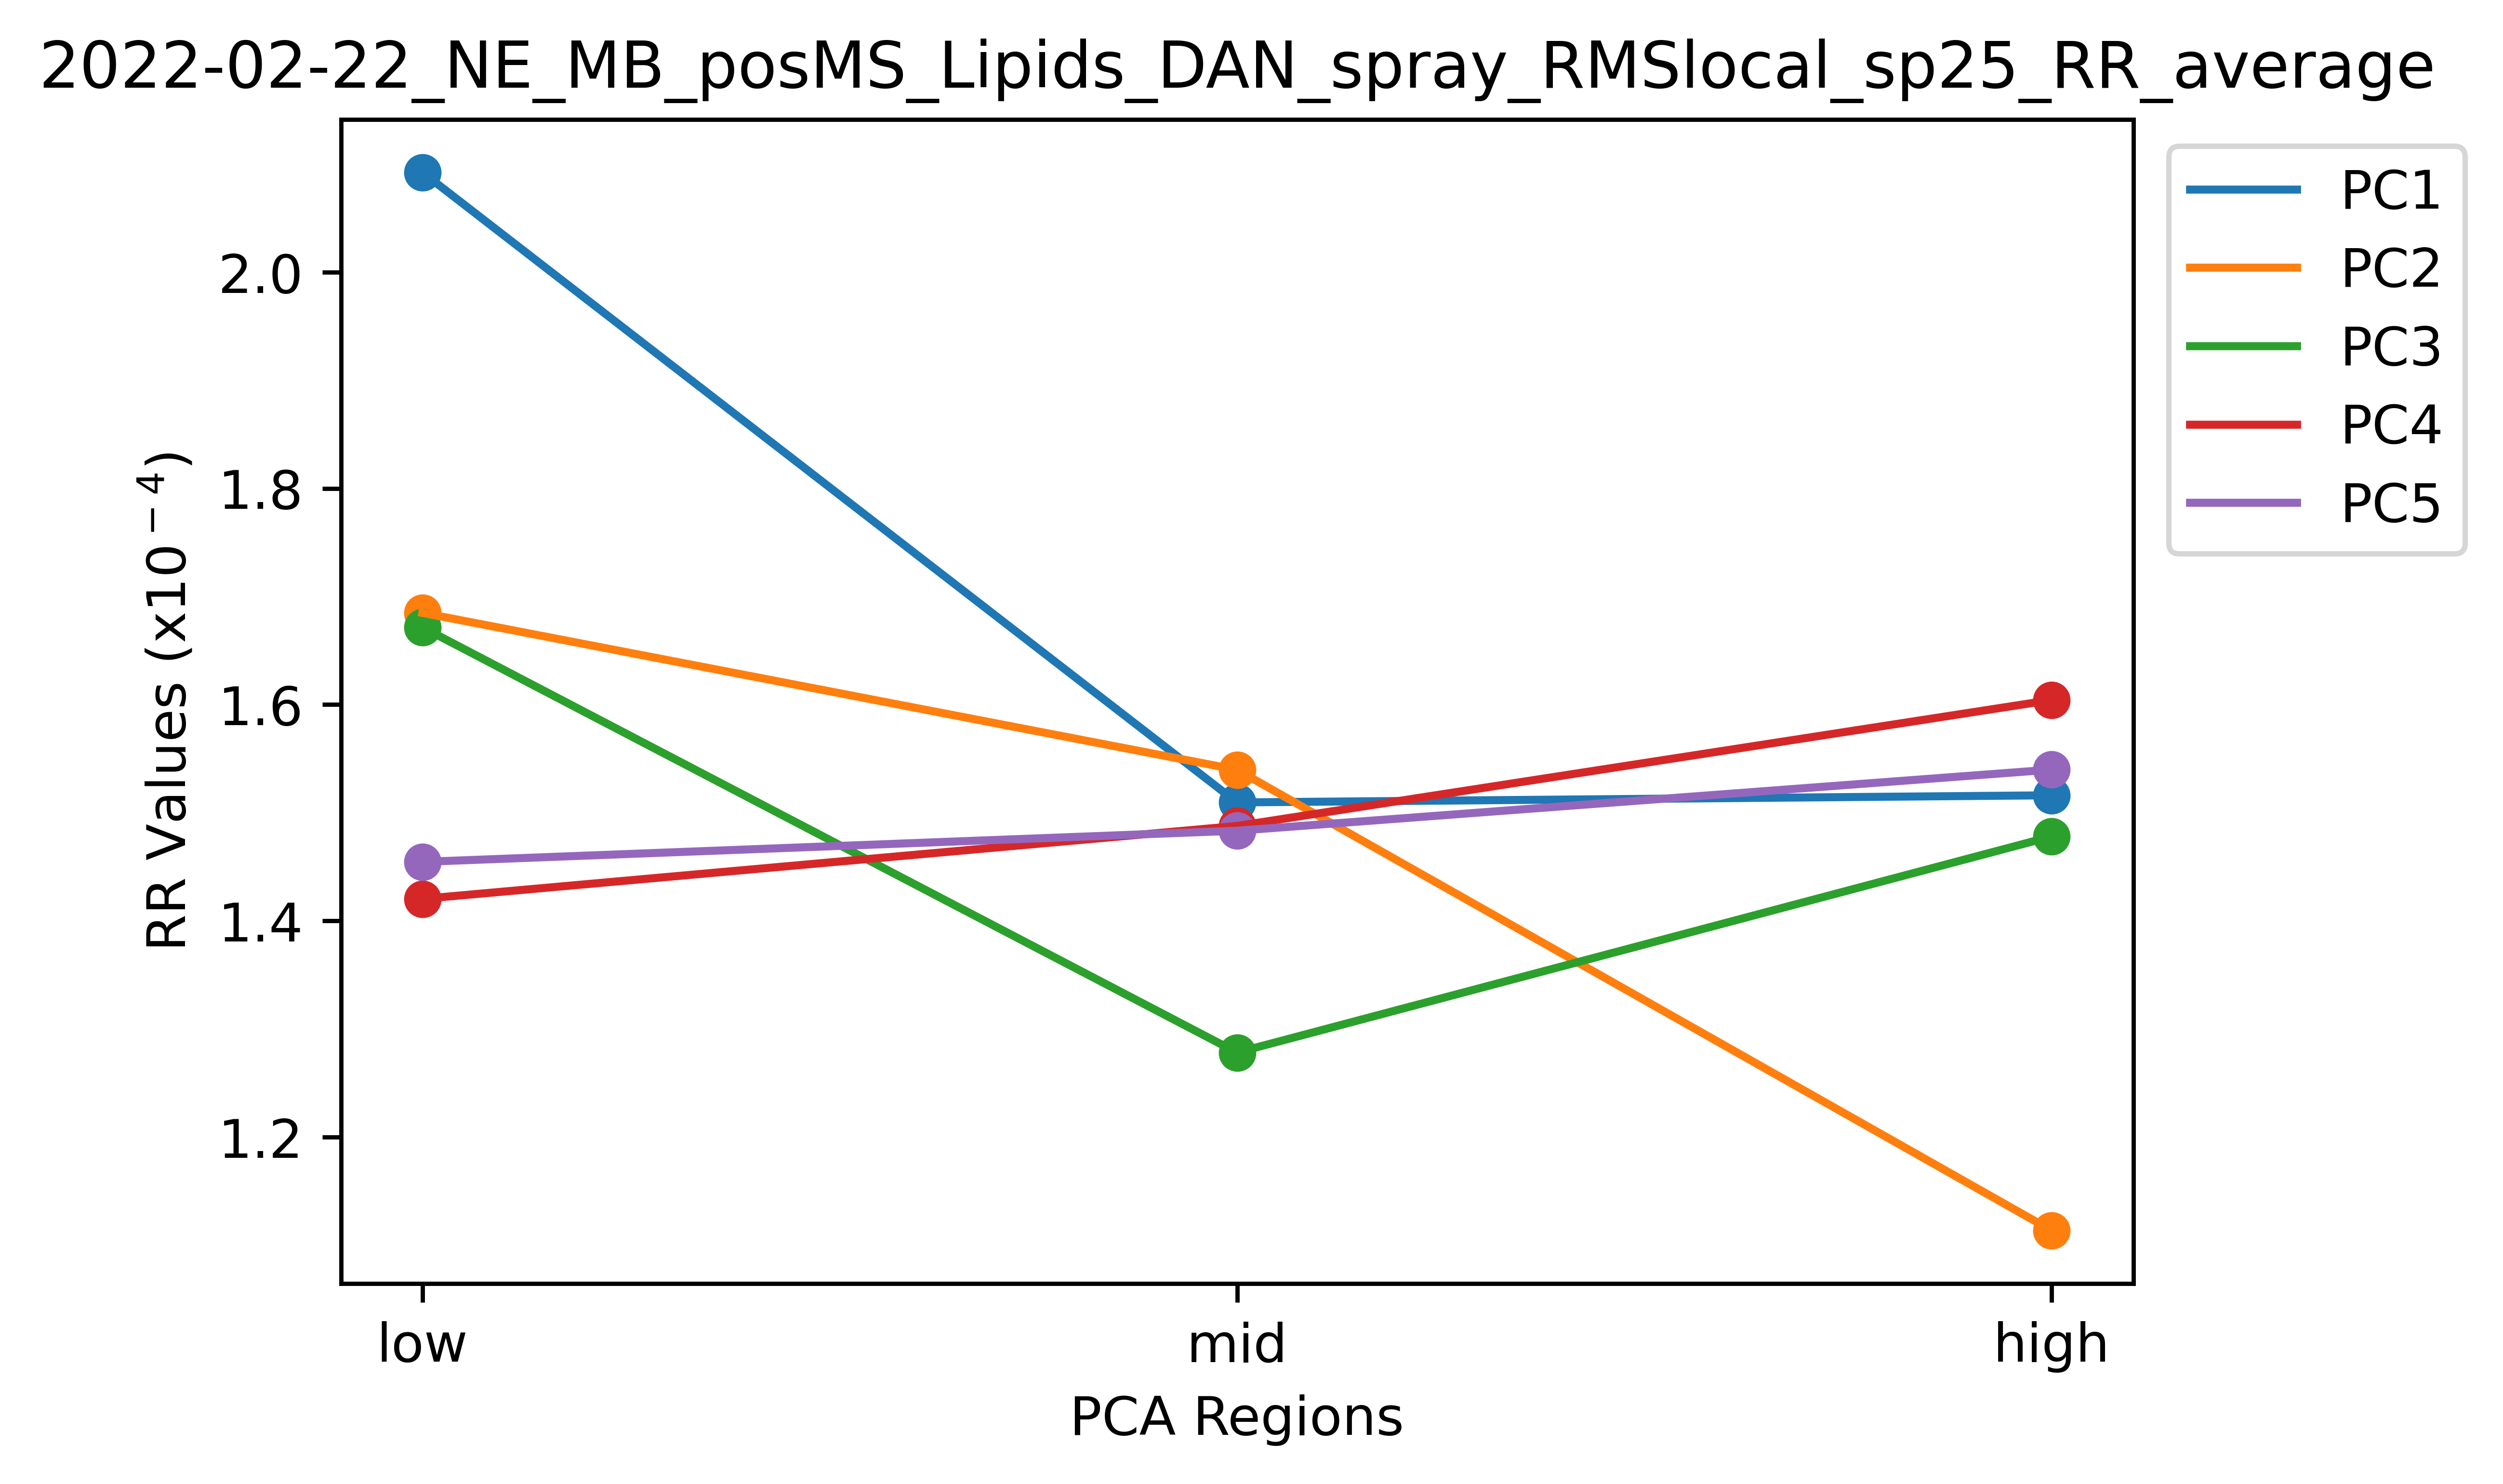 2022-02-22_NE_MB_posMS_Lipids_DAN_spray_RMSlocal_sp25_RR_average
PC1
PC2
PC3
PC4
PC5
RR Values (x10⁻⁴)
2.0
1.8
1.6
1.4
1.2
low mid high
PCA Regions